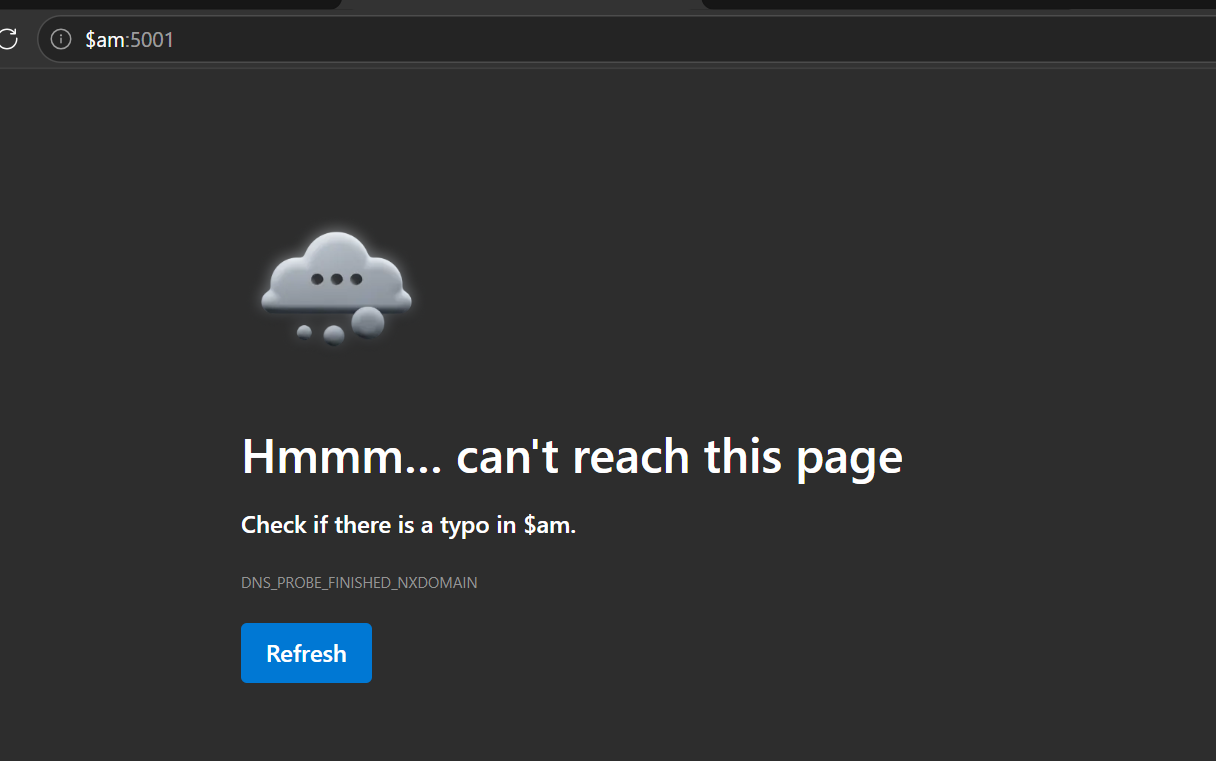 $am:5001
Hmmm... can't reach this page
Check if there is a typo in $am.
DNS_PROBE_FINISHED_NXDOMAIN
Refresh